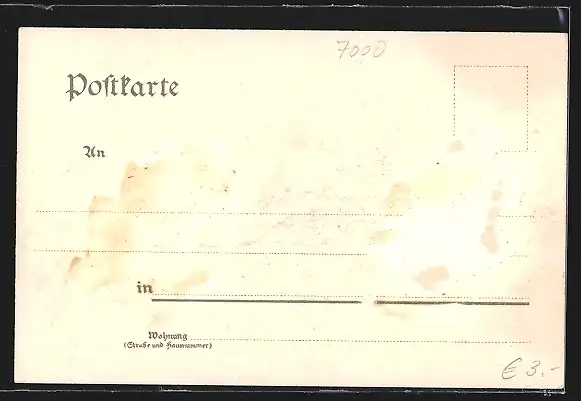 7000
Postkarte
An
in
Wohnung
(Straße und Hausnummer)
€ 3.-